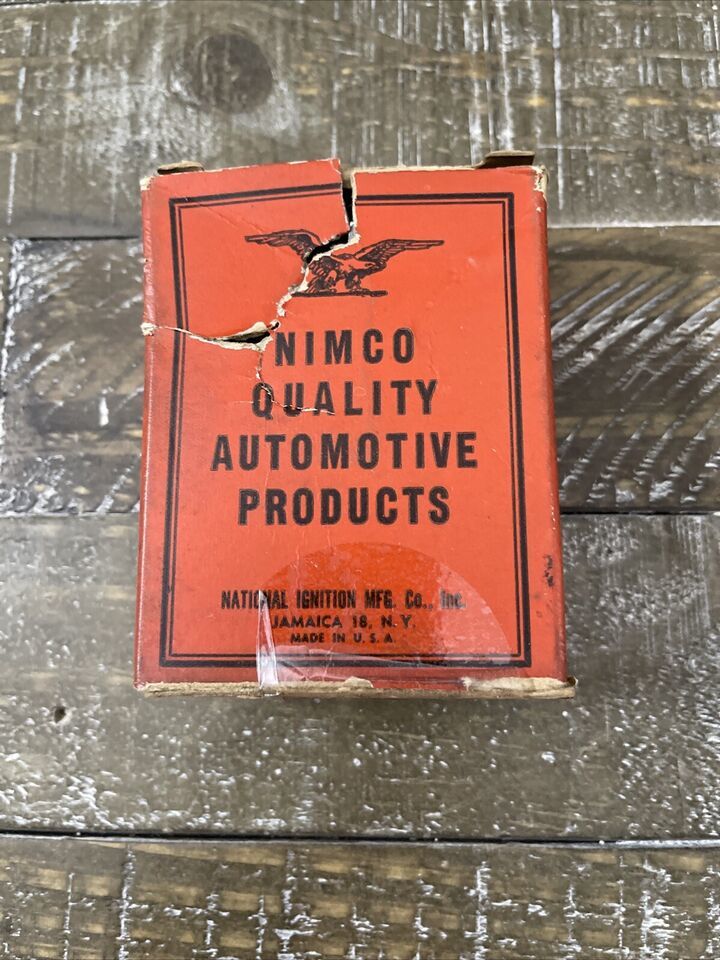 NIMCO
QUALITY
AUTOMOTIVE
PRODUCTS
NATIONAL IGNITION MFG. Co., Inc.
JAMAICA 18, N.Y.
MADE IN U.S.A.